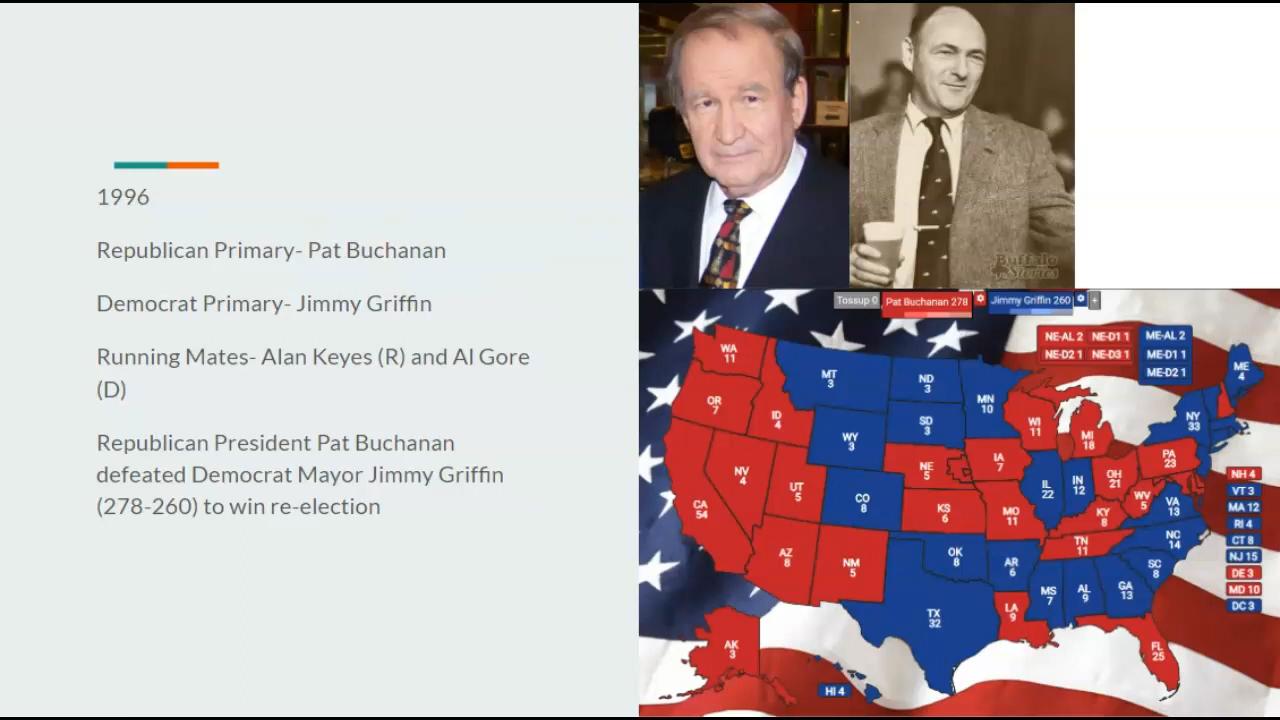 1996
Republican Primary- Pat Buchanan
Democrat Primary- Jimmy Griffin
Running Mates- Alan Keyes (R) and Al Gore
(D)
Republican President Pat Buchanan
defeated Democrat Mayor Jimmy Griffin
(278-260) to win re-election
Buffalo
Stories
Tossup 0
Pat Buchanan 278
Jimmy Griffin 260
+
NE-AL 2
NE-D1 1
NE-D2 1
NE-D3 1
ME-AL 2
ME-D1 1
ME-D2 1
WA
11
OR
7
ID
4
MT
3
ND
3
MN
10
SD
3
WY
3
WI
11
MI
18
NY
33
ME
4
NV
4
UT
5
CO
8
NE
5
IA
7
IL
22
IN
12
OH
21
PA
23
CA
54
KS
6
MO
11
KY
8
WV
5
VA
13
AZ
8
NM
5
OK
8
AR
6
TN
11
NC
14
SC
8
TX
32
LA
9
MS
7
AL
9
GA
13
FL
25
AK
3
HI 4
NH 4
VT 3
MA 12
RI 4
CT 8
NJ 15
DE 3
MD 10
DC 3